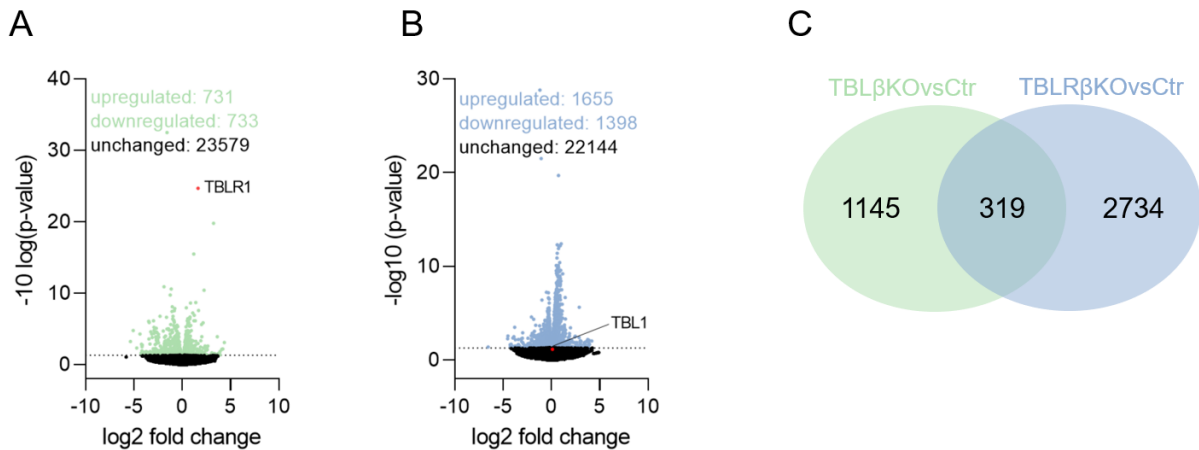 A
40
30
20
10
0
-10 log(p-value)
upregulated: 731
downregulated: 733
unchanged: 23579
TBLR1
-10 -5 0 5 10
log2 fold change
B
30
20
10
0
-log10 (p-value)
upregulated: 1655
downregulated: 1398
unchanged: 22144
TBL1
-10 -5 0 5 10
log2 fold change
C
TBLβKOvsCtr TBLRβKOvsCtr
1145 319 2734